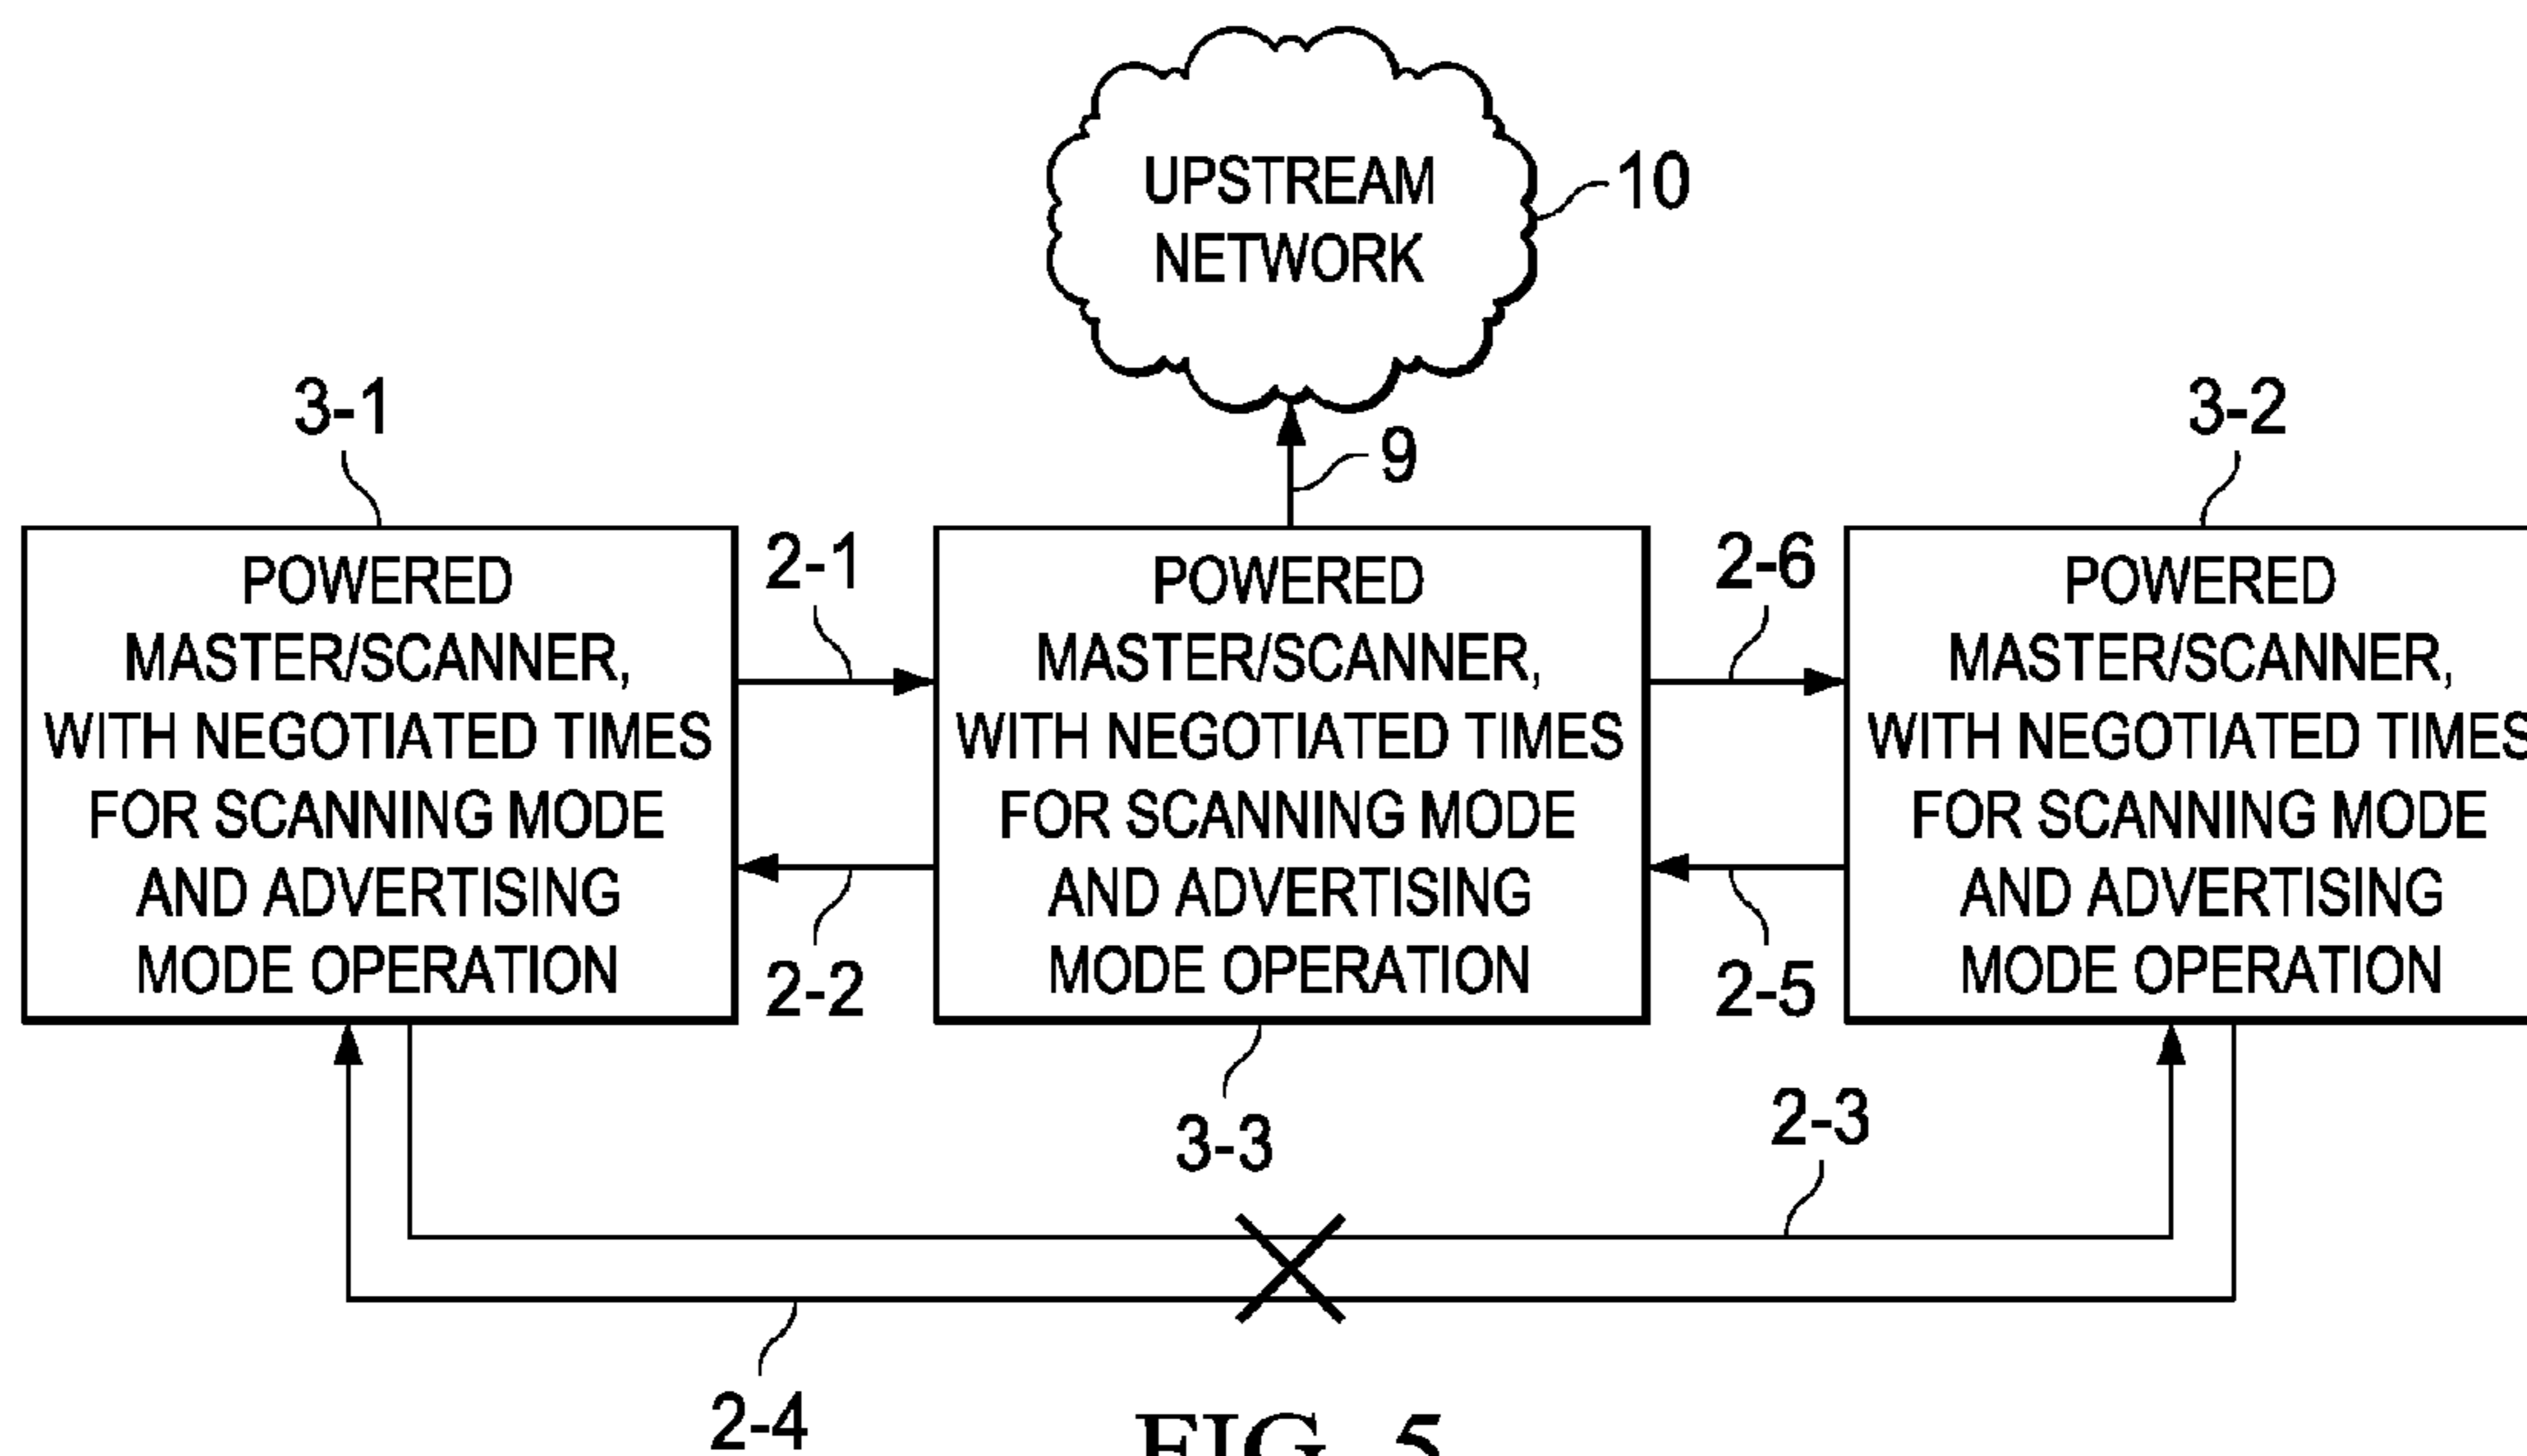 UPSTREAM
NETWORK
10
9
3-1
3-2
POWERED
MASTER/SCANNER,
WITH NEGOTIATED TIMES
FOR SCANNING MODE
AND ADVERTISING
MODE OPERATION
2-1
2-2
POWERED
MASTER/SCANNER,
WITH NEGOTIATED TIMES
FOR SCANNING MODE
AND ADVERTISING
MODE OPERATION
2-6
2-5
POWERED
MASTER/SCANNER,
WITH NEGOTIATED TIMES
FOR SCANNING MODE
AND ADVERTISING
MODE OPERATION
3-3
2-3
2-4
FIG. 5